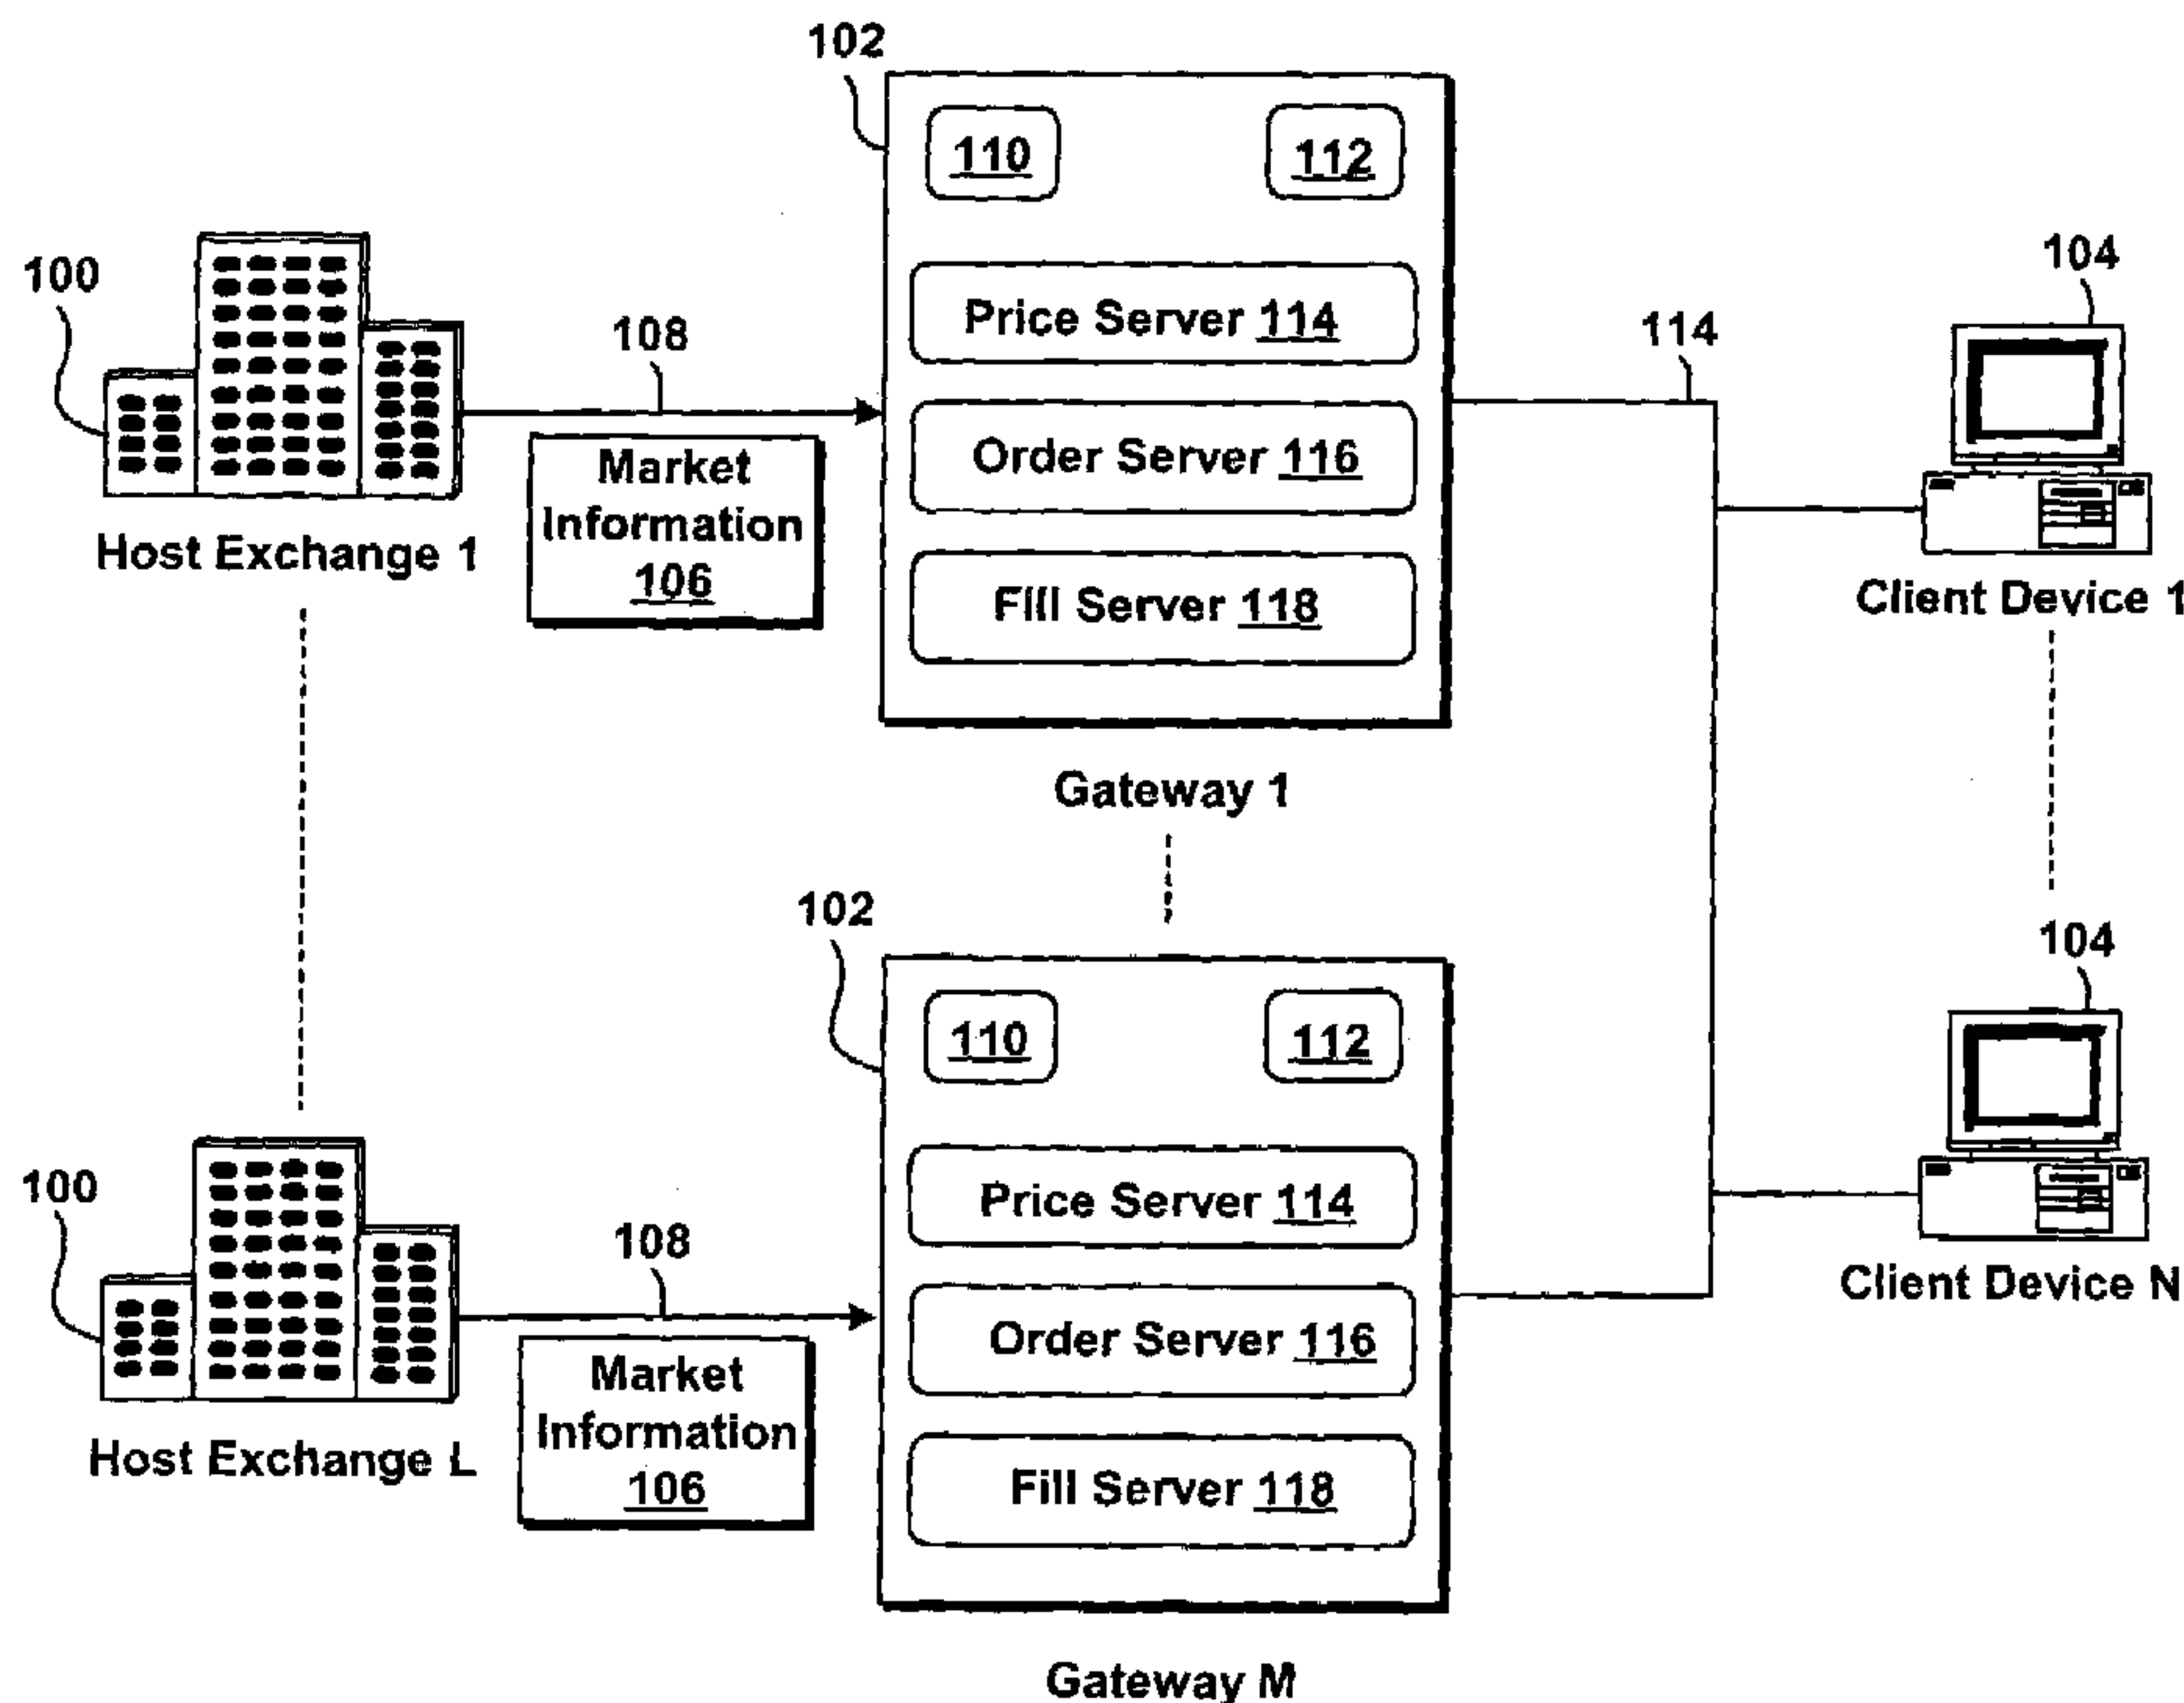 102
110
112
100
104
Price Server 114
108
114
Market
Information
106
Order Server 116
Host Exchange 1
Fill Server 118
Client Device 1
Gateway 1
102
104
110
112
100
Price Server 114
108
Client Device N
Order Server 116
Market
Information
106
Host Exchange L
Fill Server 118
Gateway M